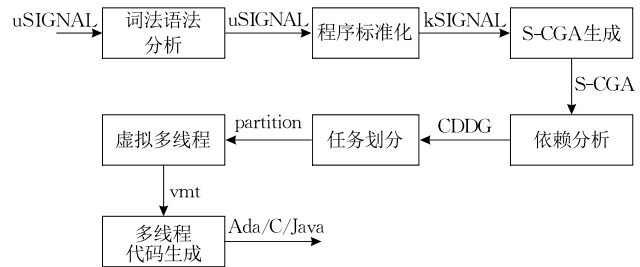 uSIGNAL
词法语法
分析
uSIGNAL
程序标准化
kSIGNAL
S-CGA生成
S-CGA
依赖分析
CDDG
任务划分
partition
虚拟多线程
vmt
多线程
代码生成
Ada/C/Java